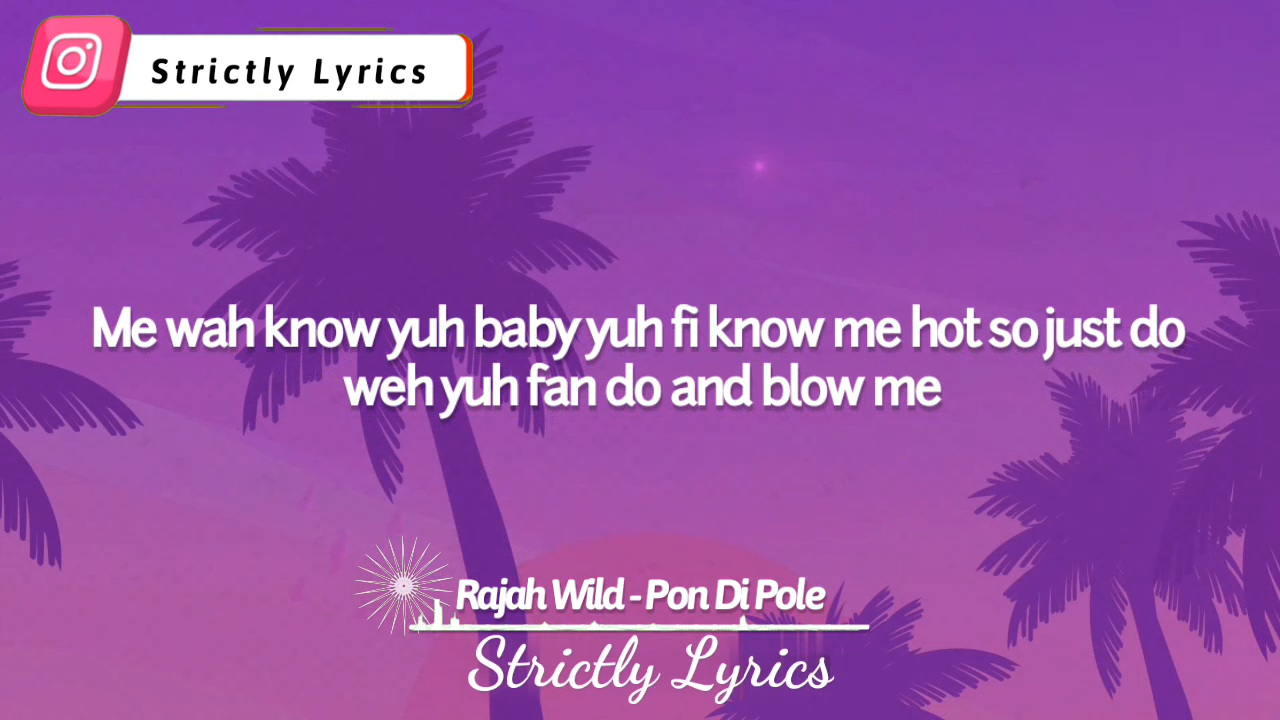 Strictly Lyrics
Me wah know yuh baby yuh fi know me hot so just do
weh yuh fan do and blow me
Rajah Wild - Pon Di Pole
Strictly Lyrics